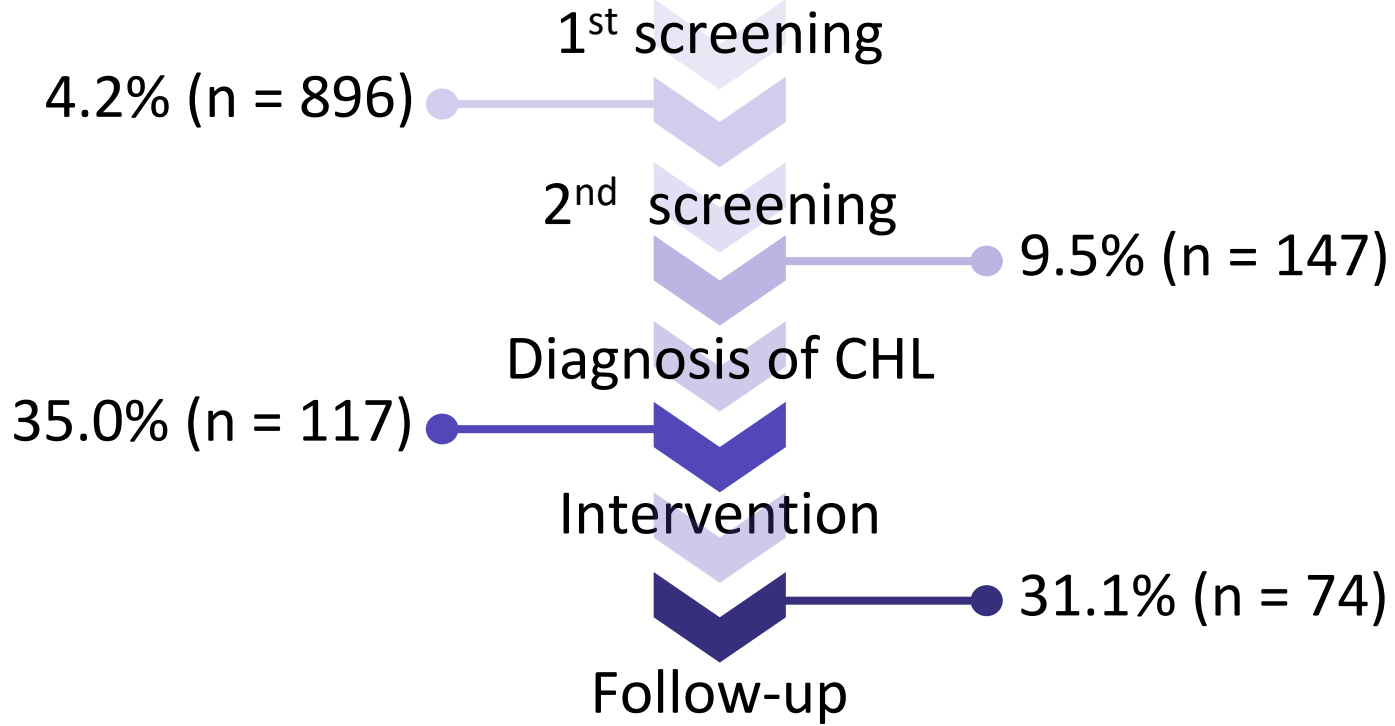 1st screening
4.2% (n = 896)
2nd screening
9.5% (n = 147)
Diagnosis of CHL
35.0% (n = 117)
Intervention
31.1% (n = 74)
Follow-up